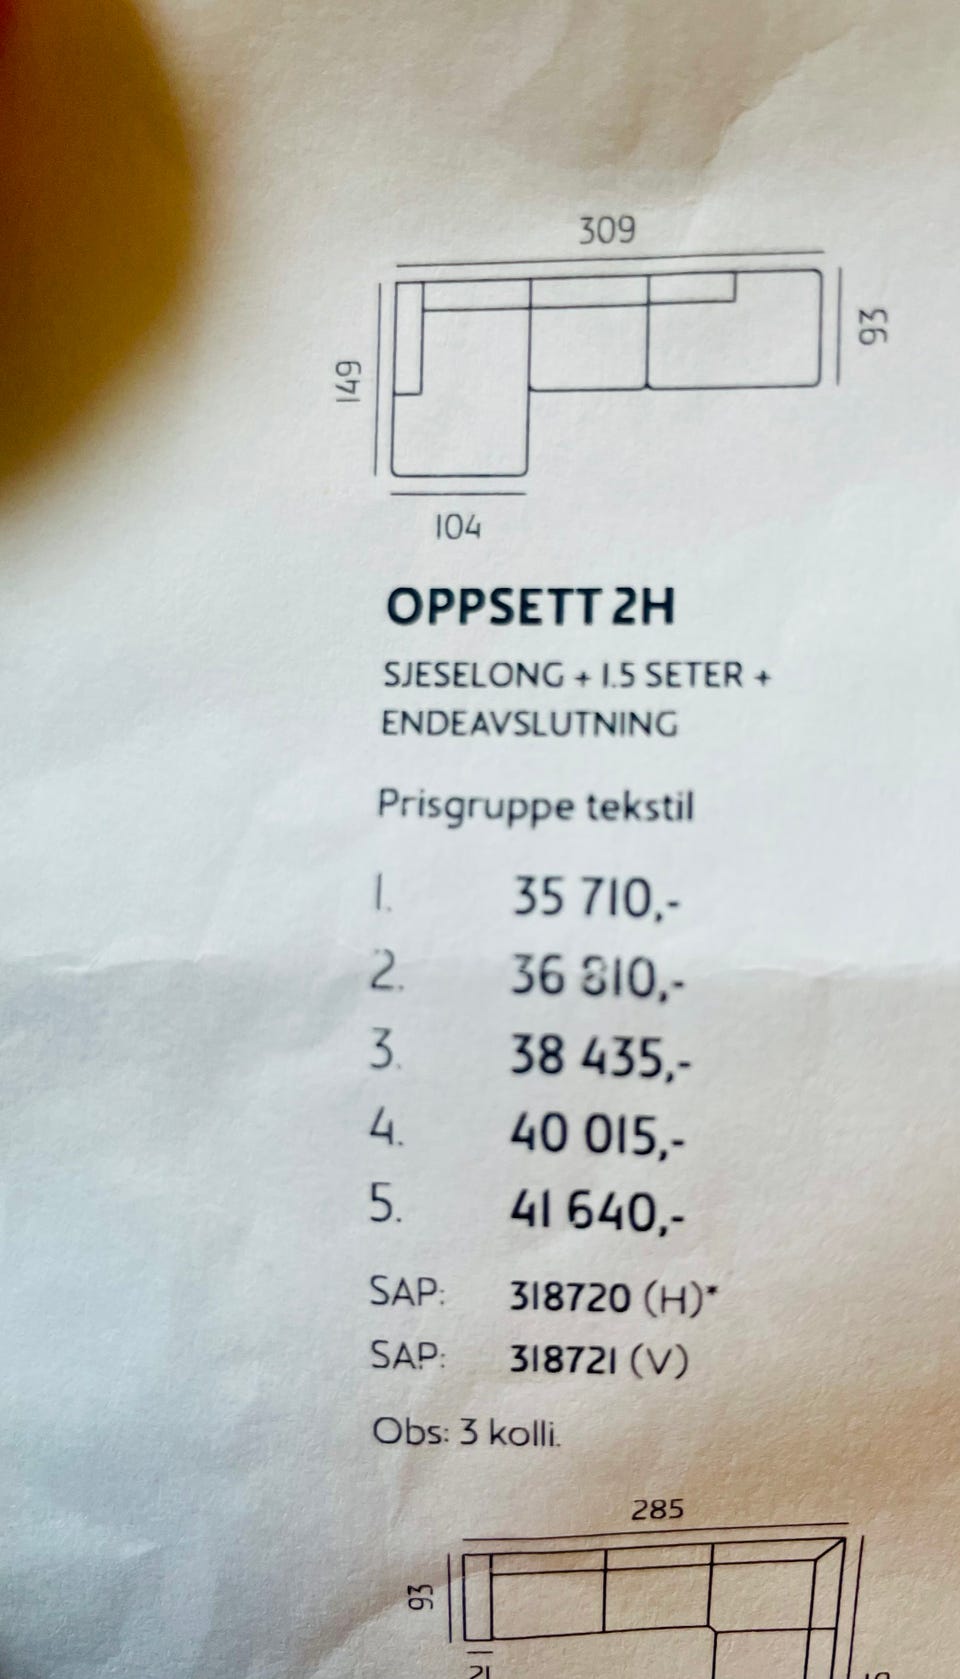 309
93
149
104
OPPSETT 2H
SJESELONG + 1.5 SETER +
ENDEAVSLUTNING
Prisgruppe tekstil
1. 35 710,-
2. 36 810,-
3. 38 435,-
4. 40 015,-
5. 41 640,-
SAP: 318720 (H)*
SAP: 318721 (V)
Obs: 3 kolli.
285
93
21